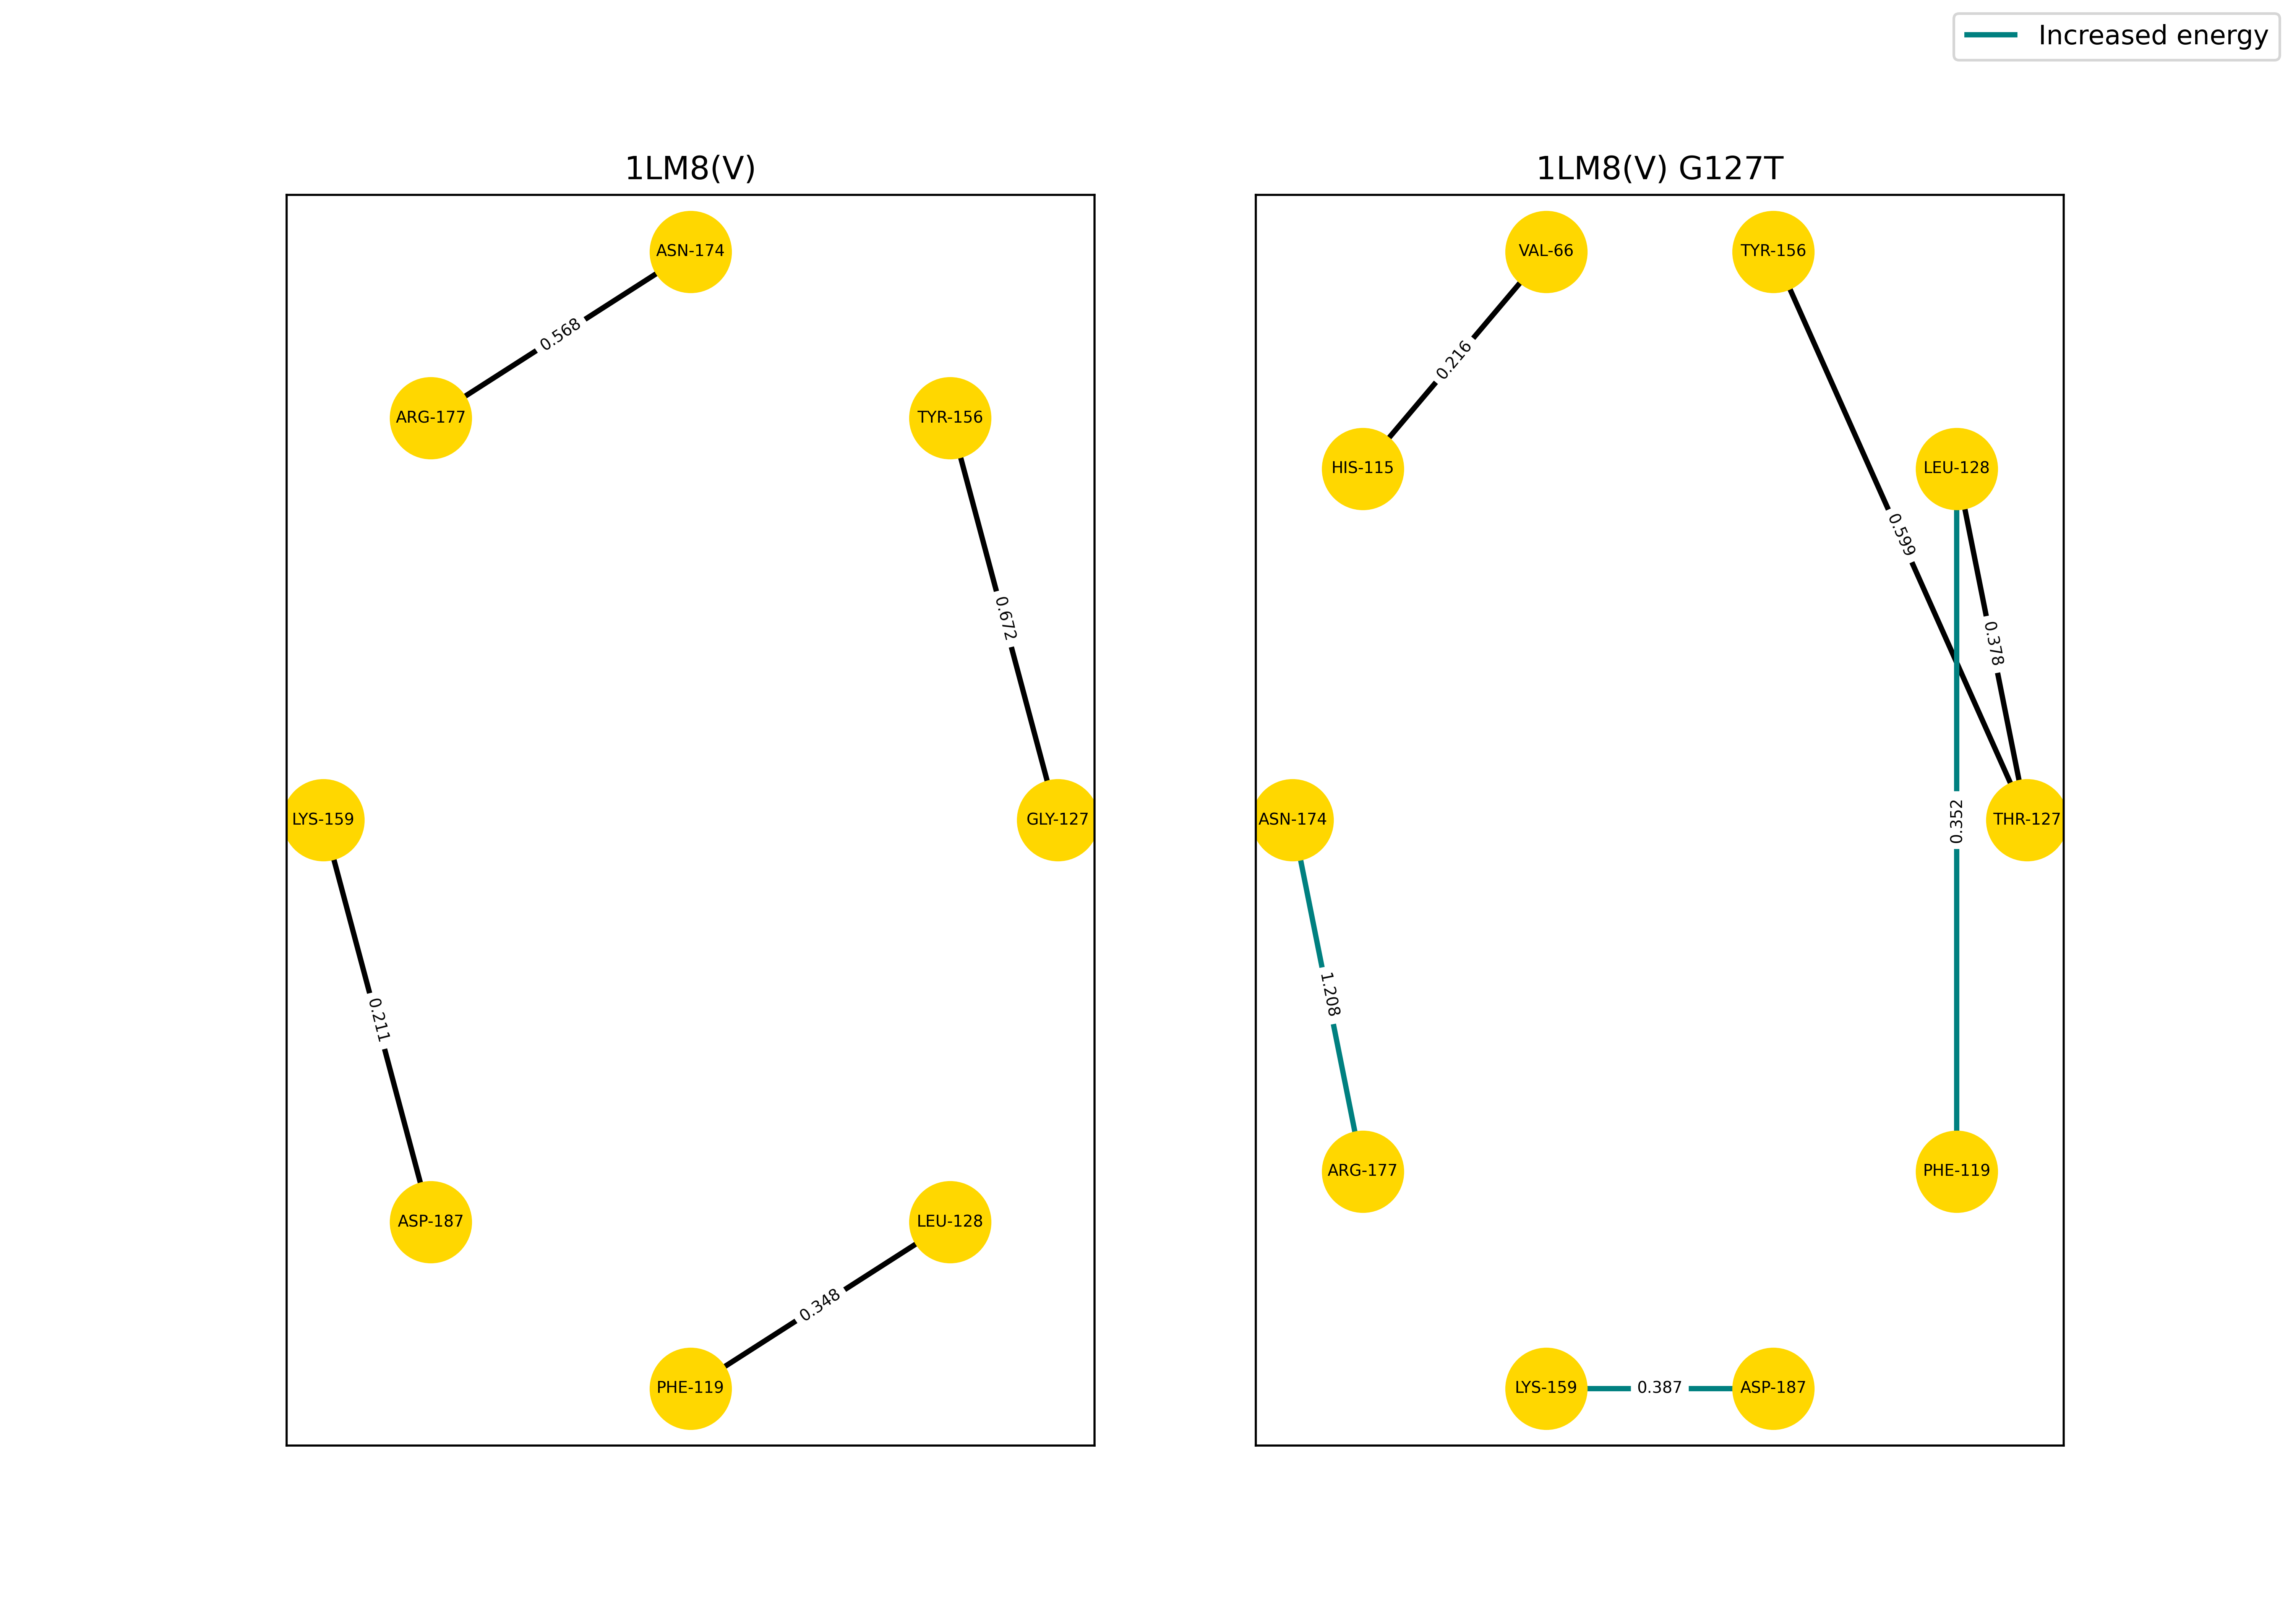 Increased energy
1LM8(V)
ASN-174
0.568
ARG-177
TYR-156
0.672
LYS-159
GLY-127
0.211
ASP-187
LEU-128
0.348
PHE-119
1LM8(V) G127T
VAL-66
TYR-156
0.216
HIS-115
LEU-128
0.599
0.378
ASN-174
0.352
THR-127
1.208
ARG-177
PHE-119
LYS-159
0.387
ASP-187